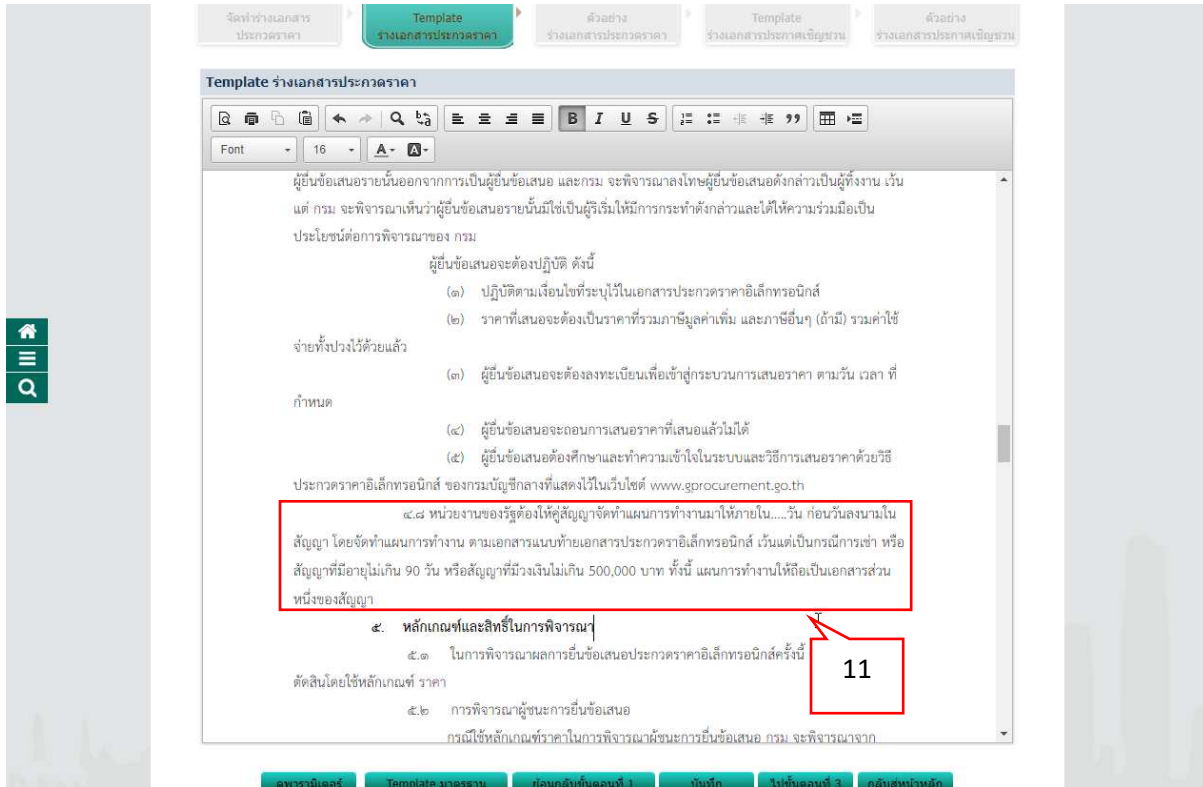 จัดทำร่างเอกสาร
ประกวดราคา
Template
ร่างเอกสารประกวดราคา
ตัวอย่าง
ร่างเอกสารประกวดราคา
Template
ร่างเอกสารประกาศเชิญชวน
ตัวอย่าง
ร่างเอกสารประกาศเชิญชวน
Template ร่างเอกสารประกวดราคา
B I U S
Font 16 A A
ผู้ยื่นข้อเสนอรายนั้นออกจากการเป็นผู้ยื่นข้อเสนอ และกรม จะพิจารณาลงโทษผู้ยื่นข้อเสนอดังกล่าวเป็นผู้ทิ้งงาน เว้น
แต่ กรม จะพิจารณาเห็นว่าผู้ยื่นข้อเสนอรายนั้นมิใช่เป็นผู้ริเริ่มให้มีการกระทำดังกล่าวและได้ให้ความร่วมมือเป็น
ประโยชน์ต่อการพิจารณาของ กรม
ผู้ยื่นข้อเสนอจะต้องปฏิบัติ ดังนี้
(๑) ปฏิบัติตามเงื่อนไขที่ระบุไว้ในเอกสารประกวดราคาอิเล็กทรอนิกส์
(๒) ราคาที่เสนอจะต้องเป็นราคาที่รวมภาษีมูลค่าเพิ่ม และภาษีอื่นๆ (ถ้ามี) รวมค่าใช้
จ่ายทั้งปวงไว้ด้วยแล้ว
(๓) ผู้ยื่นข้อเสนอจะต้องลงทะเบียนเพื่อเข้าสู่กระบวนการเสนอราคา ตามวัน เวลา ที่
กำหนด
(๔) ผู้ยื่นข้อเสนอจะถอนการเสนอราคาที่เสนอแล้วไม่ได้
(๕) ผู้ยื่นข้อเสนอต้องศึกษาและทำความเข้าใจในระบบและวิธีการเสนอราคาด้วยวิธี
ประกวดราคาอิเล็กทรอนิกส์ ของกรมบัญชีกลางที่แสดงไว้ในเว็บไซต์ www.gprocurement.go.th
๔.๘ หน่วยงานของรัฐต้องให้คู่สัญญาจัดทำแผนการทำงานมาให้ภายใน.....วัน ก่อนวันลงนามใน
สัญญา โดยจัดทำแผนการทำงาน ตามเอกสารแนบท้ายเอกสารประกวดราอิเล็กทรอนิกส์ เว้นแต่เป็นกรณีการเช่า หรือ
สัญญาที่มีอายุไม่เกิน 90 วัน หรือสัญญาที่มีวงเงินไม่เกิน 500,000 บาท ทั้งนี้ แผนการทำงานให้ถือเป็นเอกสารส่วน
หนึ่งของสัญญา
๕. หลักเกณฑ์และสิทธิ์ในการพิจารณา
๕.๑ ในการพิจารณาผลการยื่นข้อเสนอประกวดราคาอิเล็กทรอนิกส์ครั้งนี้
ตัดสินโดยใช้หลักเกณฑ์ ราคา
11
๕.๒ การพิจารณาผู้ชนะการยื่นข้อเสนอ
กรณีใช้หลักเกณฑ์ราคาในการพิจารณาผู้ชนะการยื่นข้อเสนอ กรม จะพิจารณาจาก
ดูพารามิเตอร์ Template มาตรฐาน ย้อนกลับขั้นตอนที่ 1 บันทึก ไปขั้นตอนที่ 3 กลับสู่หน้าหลัก